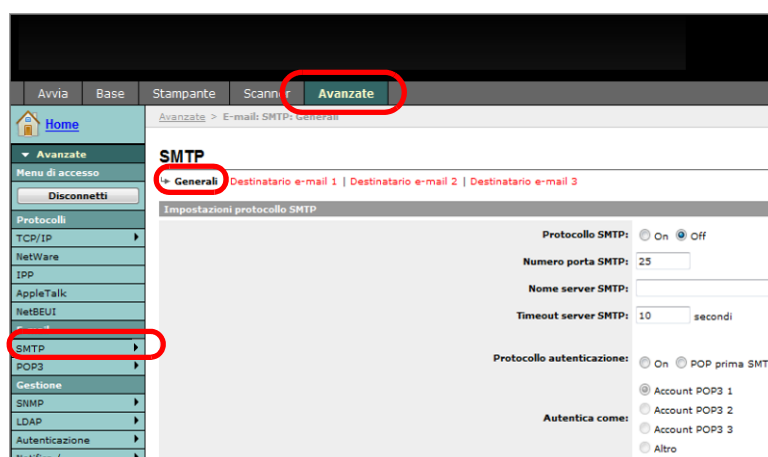 Avvia Base Stampante Scanner Avanzate
Home
Avanzate > E-mail: SMTP: Generali
Avanzate
Menu di accesso
Disconnetti
Protocolli
TCP/IP
NetWare
IPP
AppleTalk
NetBEUI
SMTP
POP3
Gestione
SNMP
LDAP
Autenticazione
SMTP
Generali Destinatario e-mail 1 | Destinatario e-mail 2 | Destinatario e-mail 3
Impostazioni protocollo SMTP
Protocollo SMTP: On Off
Numero porta SMTP: 25
Nome server SMTP:
Timeout server SMTP: 10 secondi
Protocollo autenticazione: On POP prima SMT
Autentica come: Account POP3 1
Account POP3 2
Account POP3 3
Altro